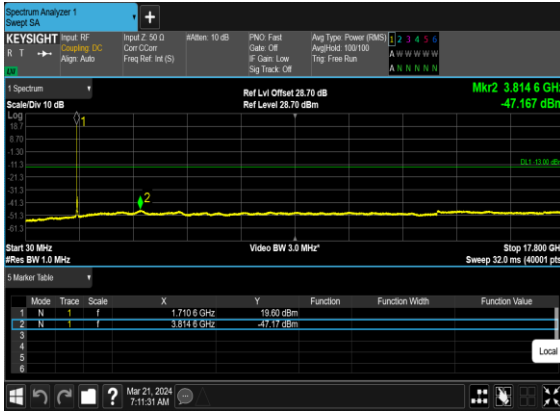 Spectrum Analyzer 1
Swept SA
+
KEYSIGHT Input: RF Input Z: 50 Ω #Atten: 10 dB PNO: Fast Avg Type: Power (RMS) 1 2 3 4 5 6
R T Coupling: DC Corr CCorr Gate: Off Avg|Hold: 100/100 A W W W W W
Align: Auto Freq Ref: Int (S) IF Gain: Low Trig: Free Run
Sig Track: Off A N N N N N
1 Spectrum Ref Lvl Offset 28.70 dB Mkr2 3.814 6 GHz
Scale/Div 10 dB Ref Level 28.70 dBm -47.167 dBm
Log
18.7 1
8.70
-1.30
-11.3 DL1 -13.00 dBm
-21.3
-31.3
-41.3 2
-51.3
-61.3
Start 30 MHz Video BW 3.0 MHz* Stop 17.800 GH
#Res BW 1.0 MHz Sweep 32.0 ms (40001 pts
5 Marker Table
Mode Trace Scale X Y Function Function Width Function Value
1 N 1 f 1.710 6 GHz 19.60 dBm
2 N 1 f 3.814 6 GHz -47.17 dBm
3
4
5
6
Local
? Mar 21, 2024
7:11:31 AM